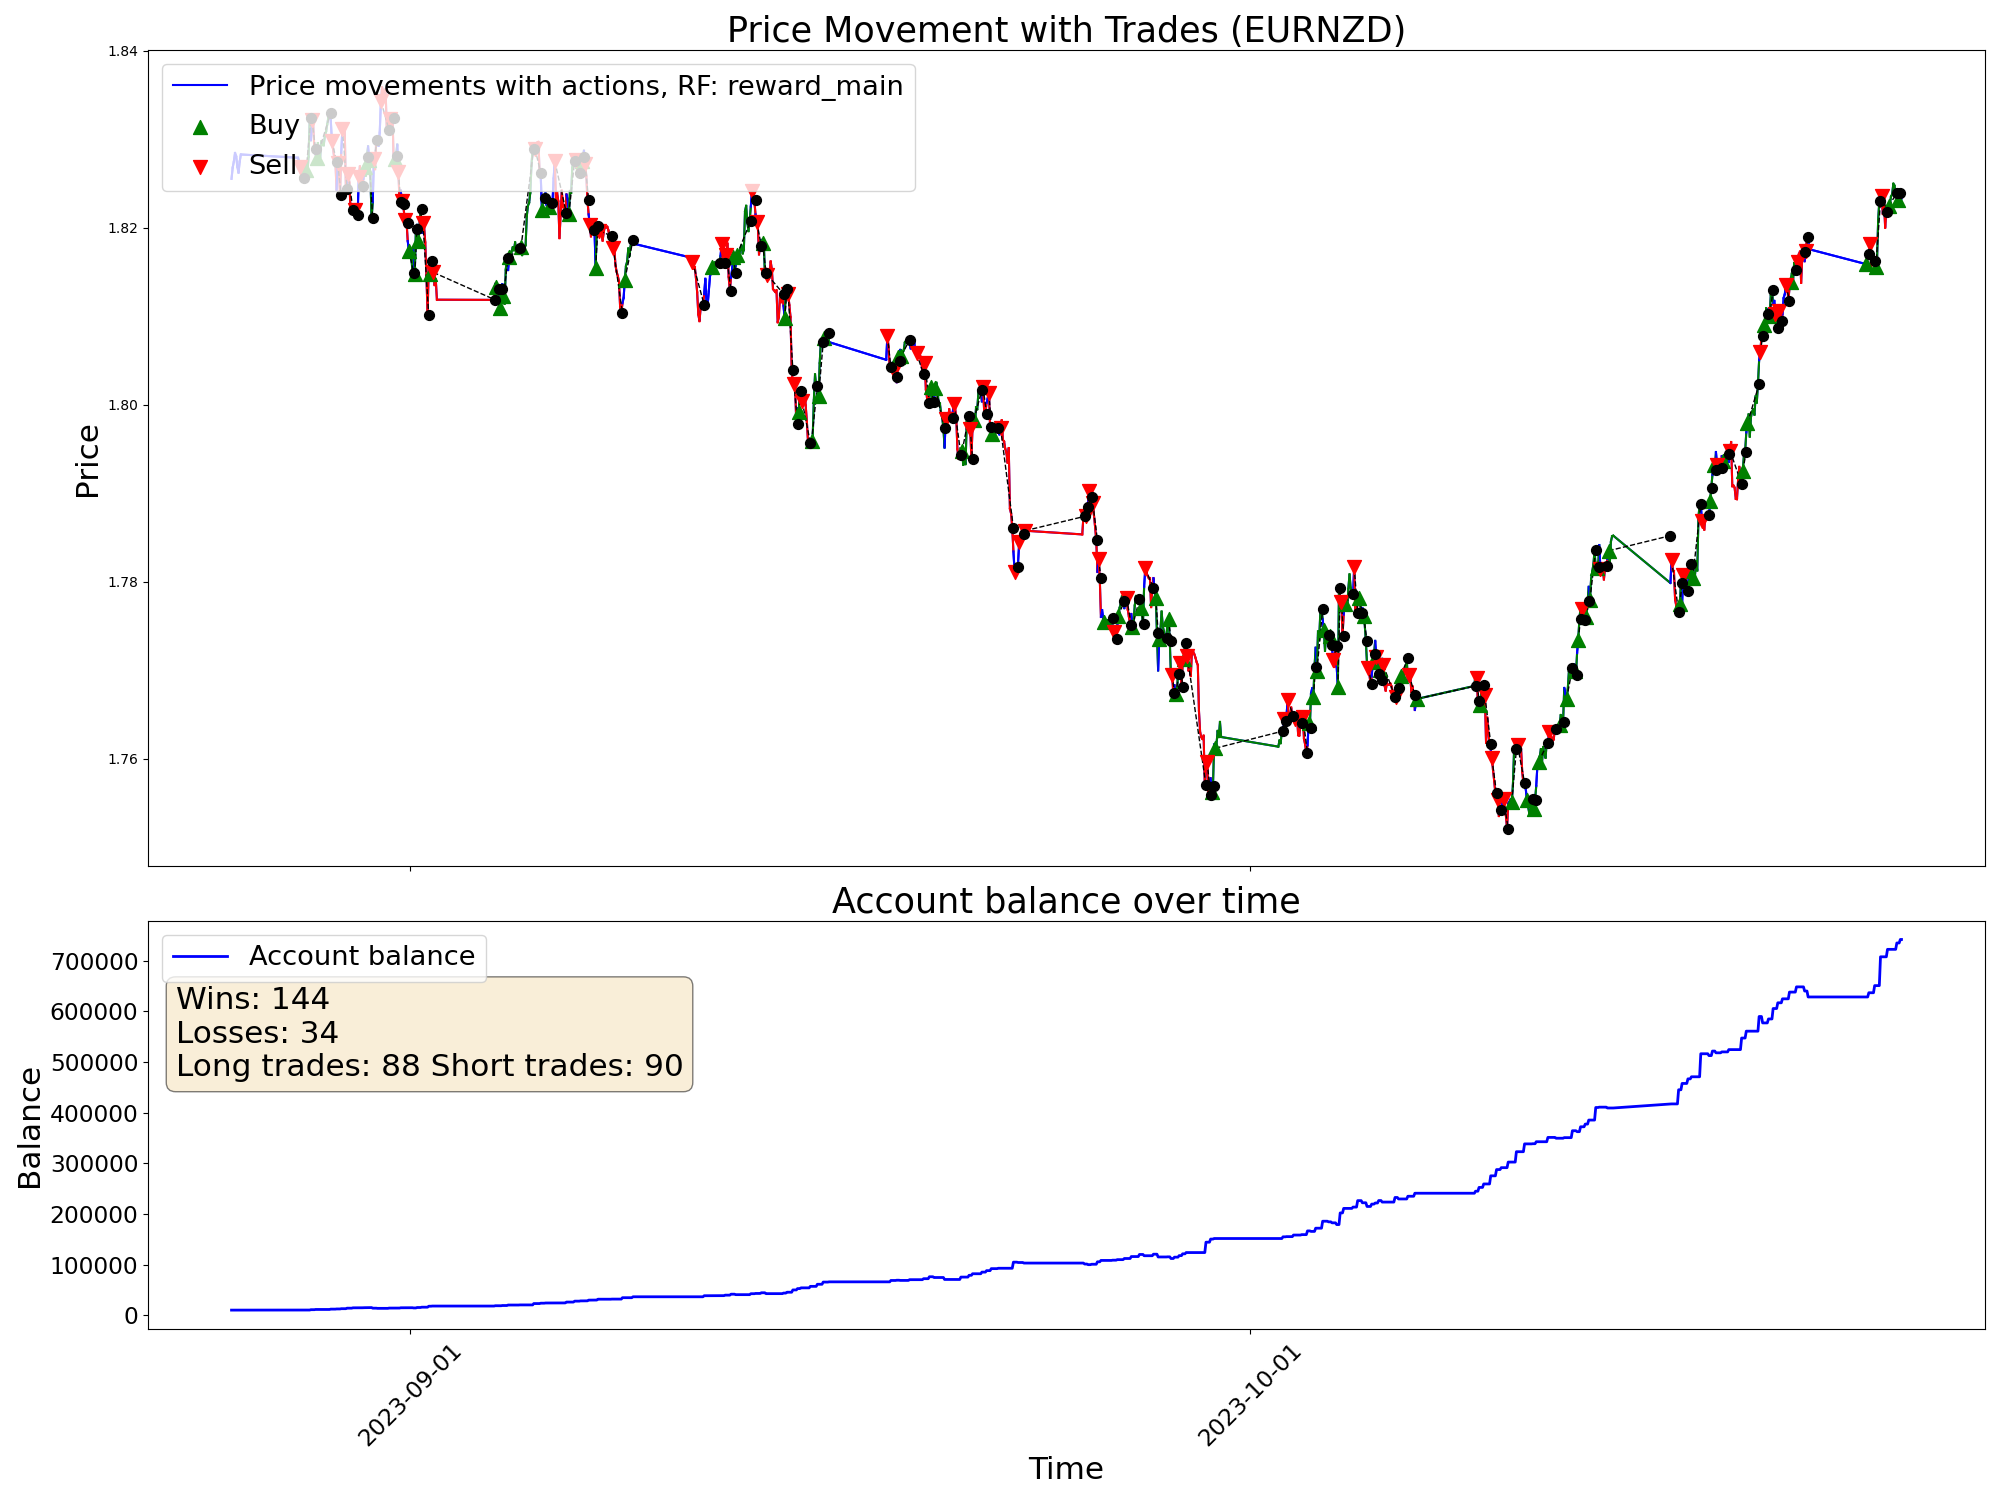 Price Movement with Trades (EURNZD)
1.84
Price movements with actions, RF: reward_main
Buy
Sell
1.82
1.80
Price
1.78
1.76
Account balance over time
Account balance
700000
Wins: 144
600000
Losses: 34
500000
Long trades: 88 Short trades: 90
Balance
400000
300000
200000
100000
0
2023-09-01
2023-10-01
Time